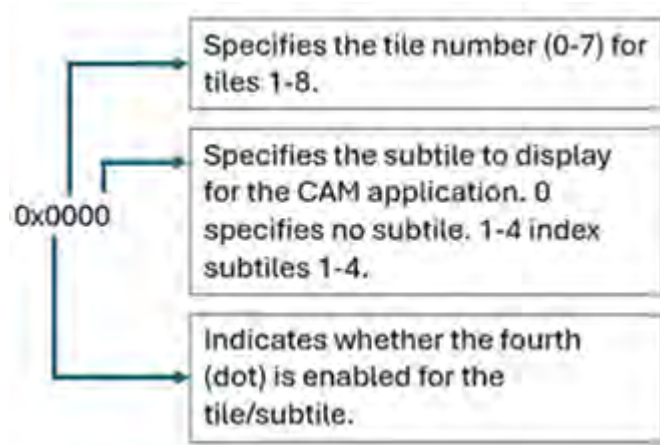 Specifies the tile number (0-7) for
tiles 1-8.
Specifies the subtile to display
for the CAM application. 0
specifies no subtile. 1-4 index
subtiles 1-4.
0x0000
Indicates whether the fourth
(dot) is enabled for the
tile/subtile.